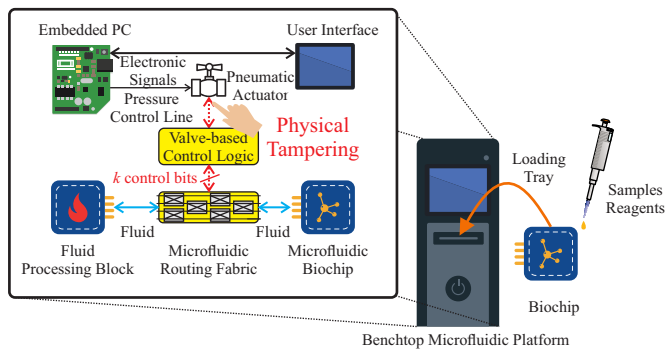 Embedded PC
User Interface
Electronic
Signals
Pneumatic
Actuator
Pressure
Control Line
Physical
Tampering
Valve-based
Control Logic
k control bits
Fluid
Fluid
Fluid
Processing Block
Microfluidic
Routing Fabric
Microfluidic
Biochip
Loading
Tray
Samples
Reagents
Biochip
Benchtop Microfluidic Platform